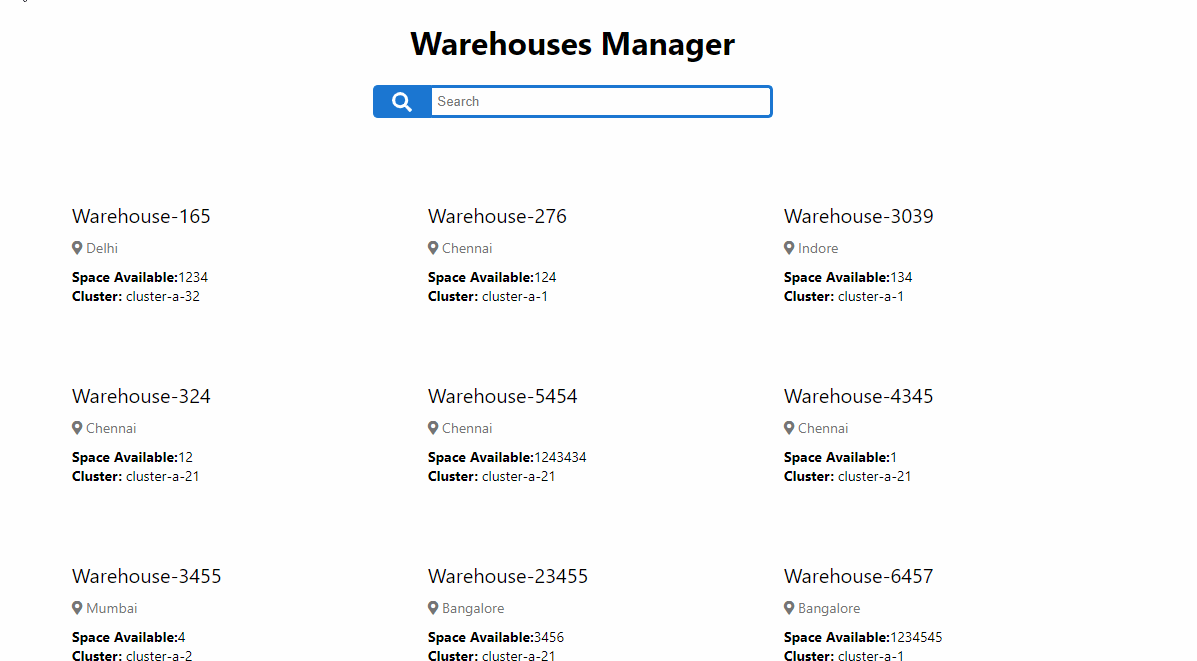 Warehouses Manager
Search
Warehouse-165
Delhi
Space Available:1234
Cluster: cluster-a-32
Warehouse-276
Chennai
Space Available:124
Cluster: cluster-a-1
Warehouse-3039
Indore
Space Available:134
Cluster: cluster-a-1
Warehouse-324
Chennai
Space Available:12
Cluster: cluster-a-21
Warehouse-5454
Chennai
Space Available:1243434
Cluster: cluster-a-21
Warehouse-4345
Chennai
Space Available:1
Cluster: cluster-a-21
Warehouse-3455
Mumbai
Space Available:4
Cluster: cluster-a-2
Warehouse-23455
Bangalore
Space Available:3456
Cluster: cluster-a-21
Warehouse-6457
Bangalore
Space Available:1234545
Cluster: cluster-a-1